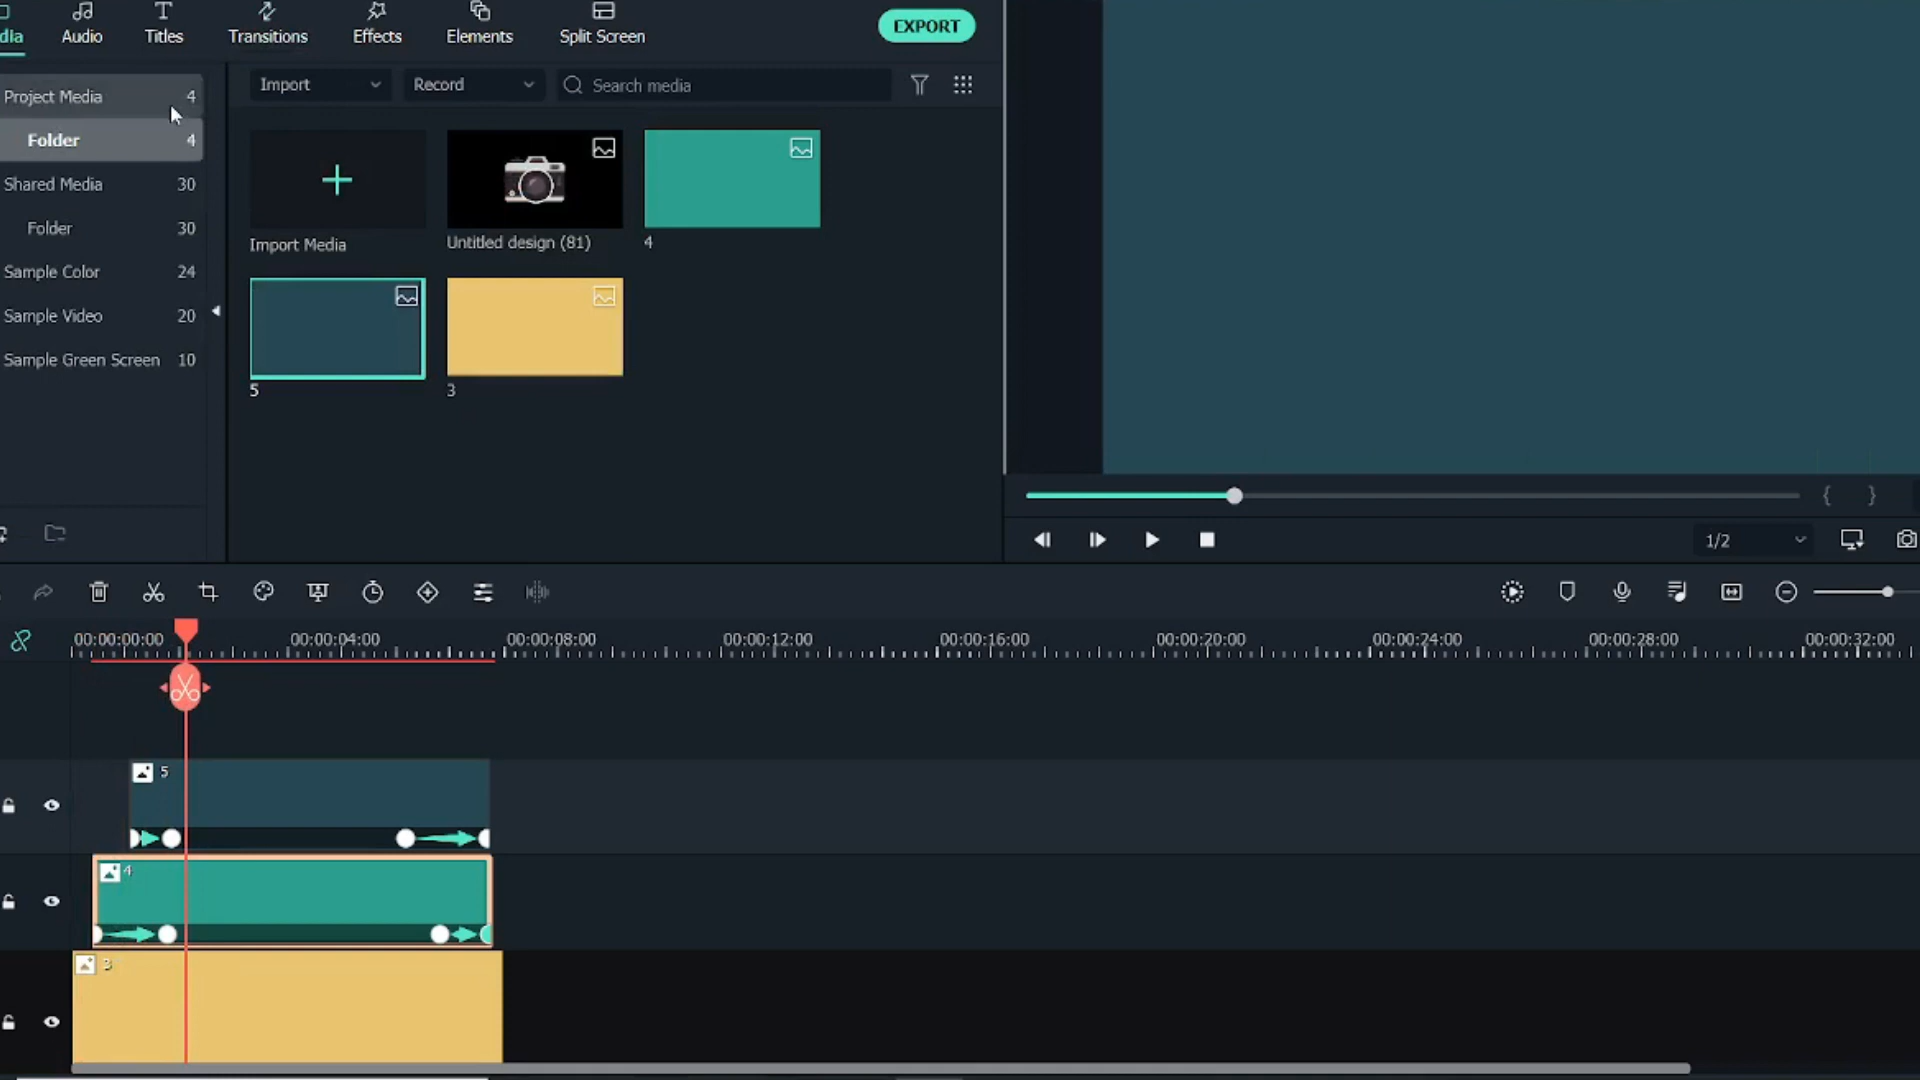 dia
Audio
Titles
Transitions
Effects
Elements
Split Screen
EXPORT
Project Media 4
Folder 4
Shared Media 30
Folder 30
Sample Color 24
Sample Video 20
Sample Green Screen 10
Import
Record
Search media
Import Media
Untitled design (81)
4
5
3
{ }
1/2
00:00:00:00 00:00:04:00 00:00:08:00 00:00:12:00 00:00:16:00 00:00:20:00 00:00:24:00 00:00:28:00 00:00:32:00
5
4
3